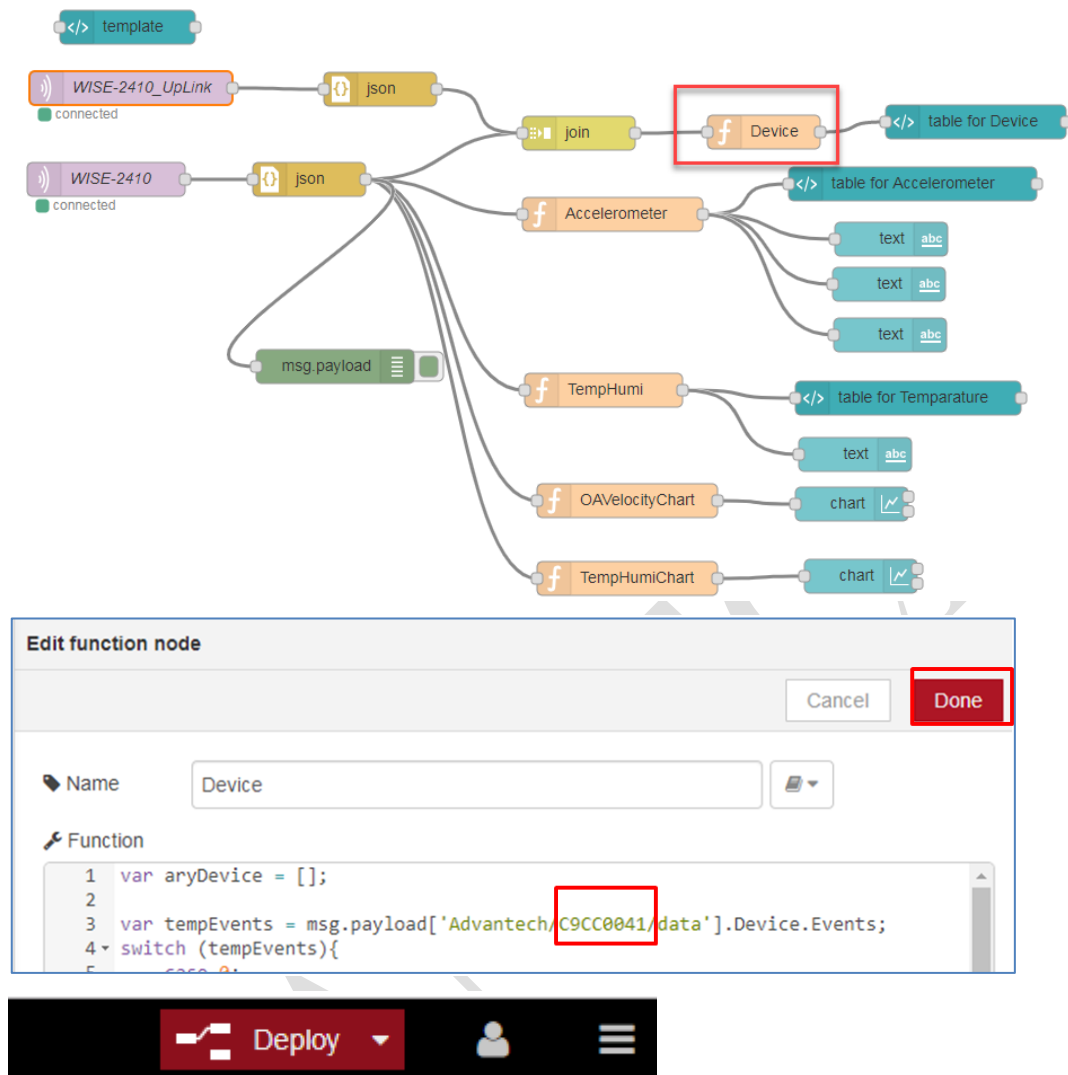 </> template
WISE-2410_UpLink
json
connected
join
f Device
</> table for Device
WISE-2410
json
connected
f Accelerometer
</> table for Accelerometer
text abc
text abc
text abc
msg.payload
f TempHumi
</> table for Temparature
text abc
f OAVelocityChart
chart
f TempHumiChart
chart
Edit function node
Cancel
Done
Name
Device
Function
1 var aryDevice = [];
2
3 var tempEvents = msg.payload['Advantech/C9CC0041/data'].Device.Events;
4 switch (tempEvents){
Deploy